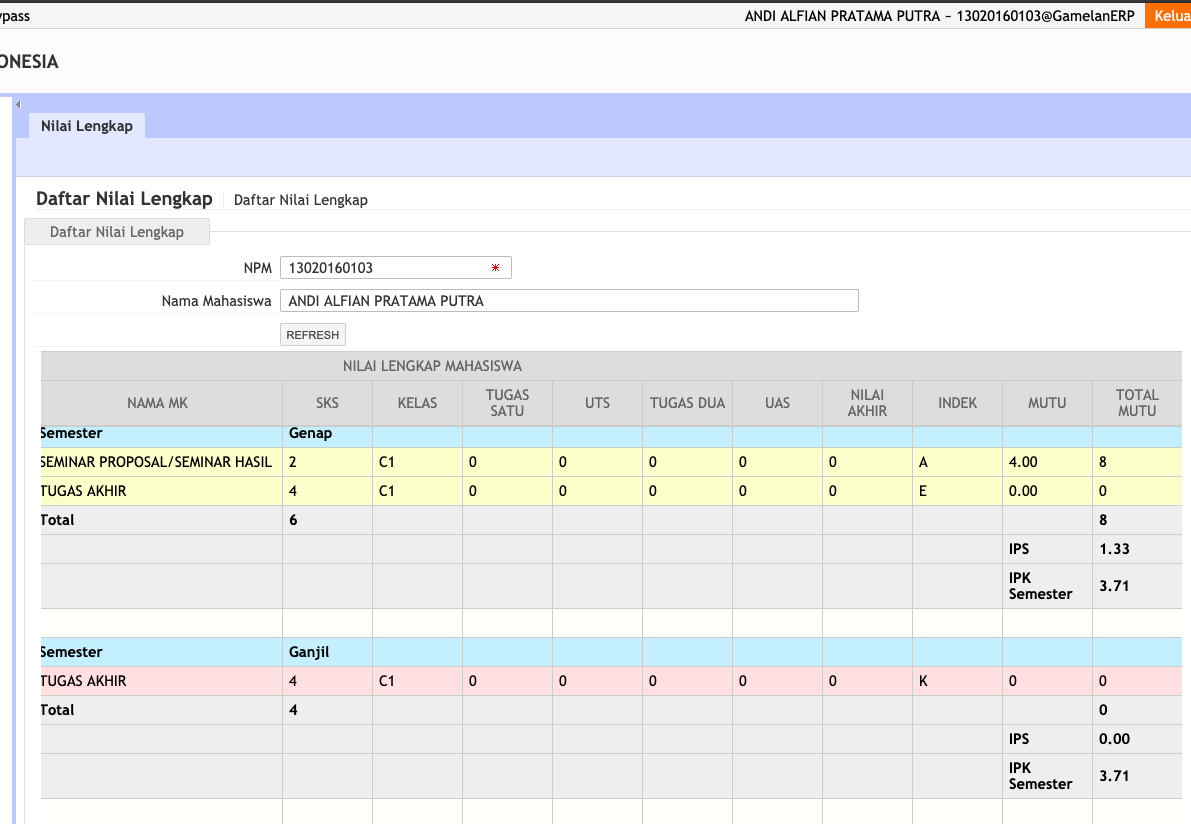 ypass ANDI ALFIAN PRATAMA PUTRA ~ 13020160103@GamelanERP Kelua
ONESIA
Nilai Lengkap
Daftar Nilai Lengkap Daftar Nilai Lengkap
Daftar Nilai Lengkap
NPM 13020160103 *
Nama Mahasiswa ANDI ALFIAN PRATAMA PUTRA
REFRESH
NILAI LENGKAP MAHASISWA
NAMA MK SKS KELAS TUGAS SATU UTS TUGAS DUA UAS NILAI AKHIR INDEK MUTU TOTAL MUTU
Semester Genap
SEMINAR PROPOSAL/SEMINAR HASIL 2 C1 0 0 0 0 0 A 4.00 8
TUGAS AKHIR 4 C1 0 0 0 0 0 E 0.00 0
Total 6 8
IPS 1.33
IPK Semester 3.71
Semester Ganjil
TUGAS AKHIR 4 C1 0 0 0 0 0 K 0 0
Total 4 0
IPS 0.00
IPK Semester 3.71